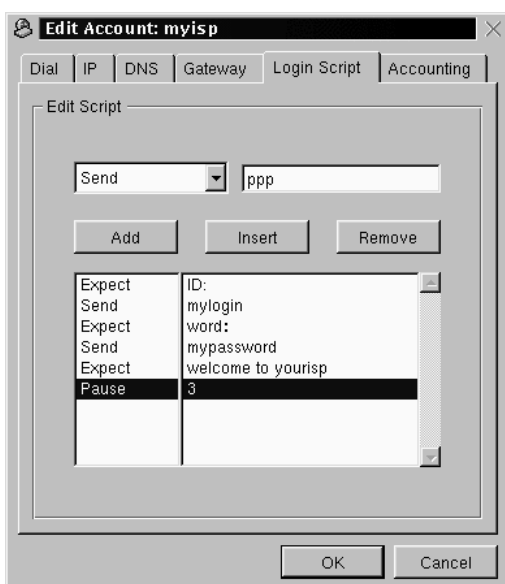 Edit Account: myisp
Dial IP DNS Gateway Login Script Accounting
Edit Script
Send ppp
Add Insert Remove
Expect ID:
Send mylogin
Expect word:
Send mypassword
Expect welcome to yourisp
Pause 3
OK Cancel